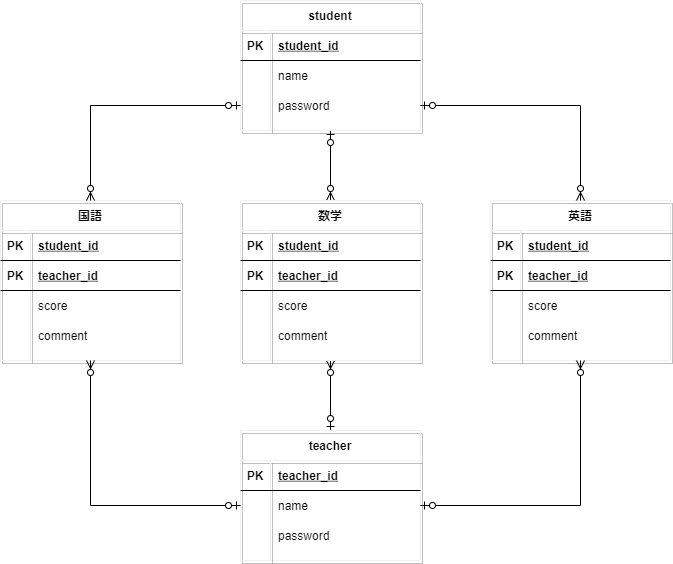 student
PK student_id
name
password
国語
PK student_id
PK teacher_id
score
comment
数学
PK student_id
PK teacher_id
score
comment
英語
PK student_id
PK teacher_id
score
comment
teacher
PK teacher_id
name
password